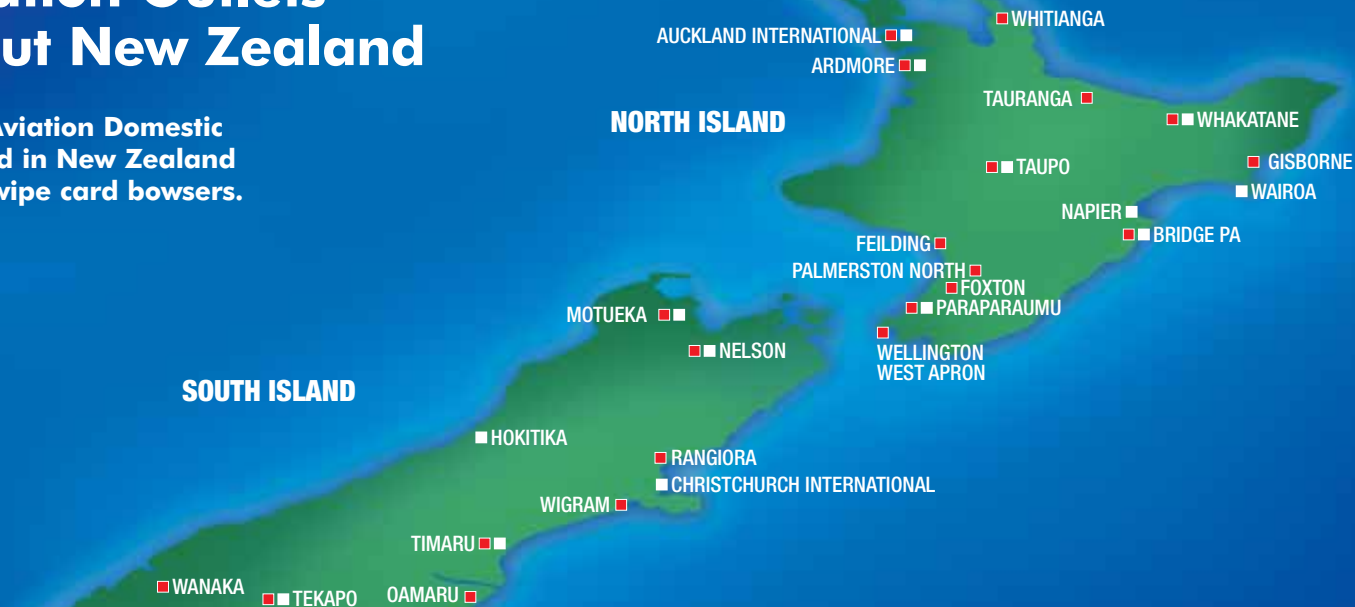 ut New Zealand
Aviation Domestic
d in New Zealand
wipe card bowsers.
WHITIANGA
AUCKLAND INTERNATIONAL
ARDMORE
NORTH ISLAND
TAURANGA
WHAKATANE
TAUPO
GISBORNE
WAIROA
NAPIER
BRIDGE PA
FEILDING
PALMERSTON NORTH
FOXTON
PARAPARAUMU
WELLINGTON
WEST APRON
MOTUEKA
NELSON
SOUTH ISLAND
HOKITIKA
RANGIORA
CHRISTCHURCH INTERNATIONAL
WIGRAM
TIMARU
WANAKA
TEKAPO
OAMARU